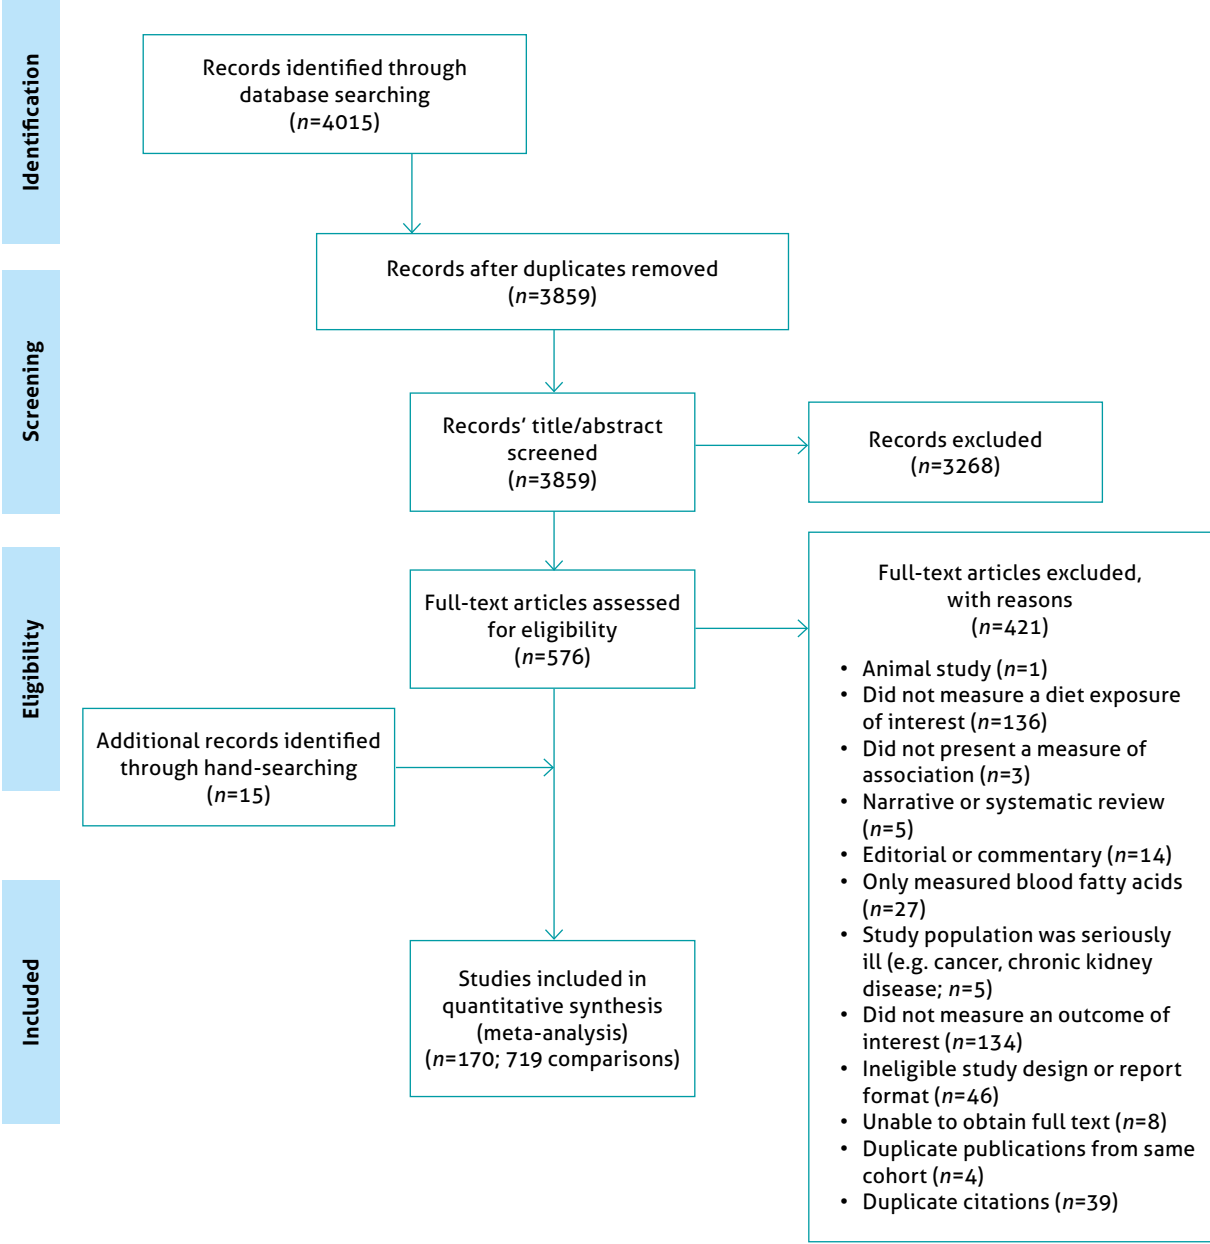 Identification
Records identified through
database searching
(n=4015)
Records after duplicates removed
(n=3859)
Screening
Records’ title/abstract
screened
(n=3859)
Records excluded
(n=3268)
Eligibility
Full-text articles assessed
for eligibility
(n=576)
Full-text articles excluded,
with reasons
(n=421)
• Animal study (n=1)
• Did not measure a diet exposure
of interest (n=136)
• Did not present a measure of
association (n=3)
• Narrative or systematic review
(n=5)
• Editorial or commentary (n=14)
• Only measured blood fatty acids
(n=27)
• Study population was seriously
ill (e.g. cancer, chronic kidney
disease; n=5)
• Did not measure an outcome of
interest (n=134)
• Ineligible study design or report
format (n=46)
• Unable to obtain full text (n=8)
• Duplicate publications from same
cohort (n=4)
• Duplicate citations (n=39)
Additional records identified
through hand-searching
(n=15)
Included
Studies included in
quantitative synthesis
(meta-analysis)
(n=170; 719 comparisons)